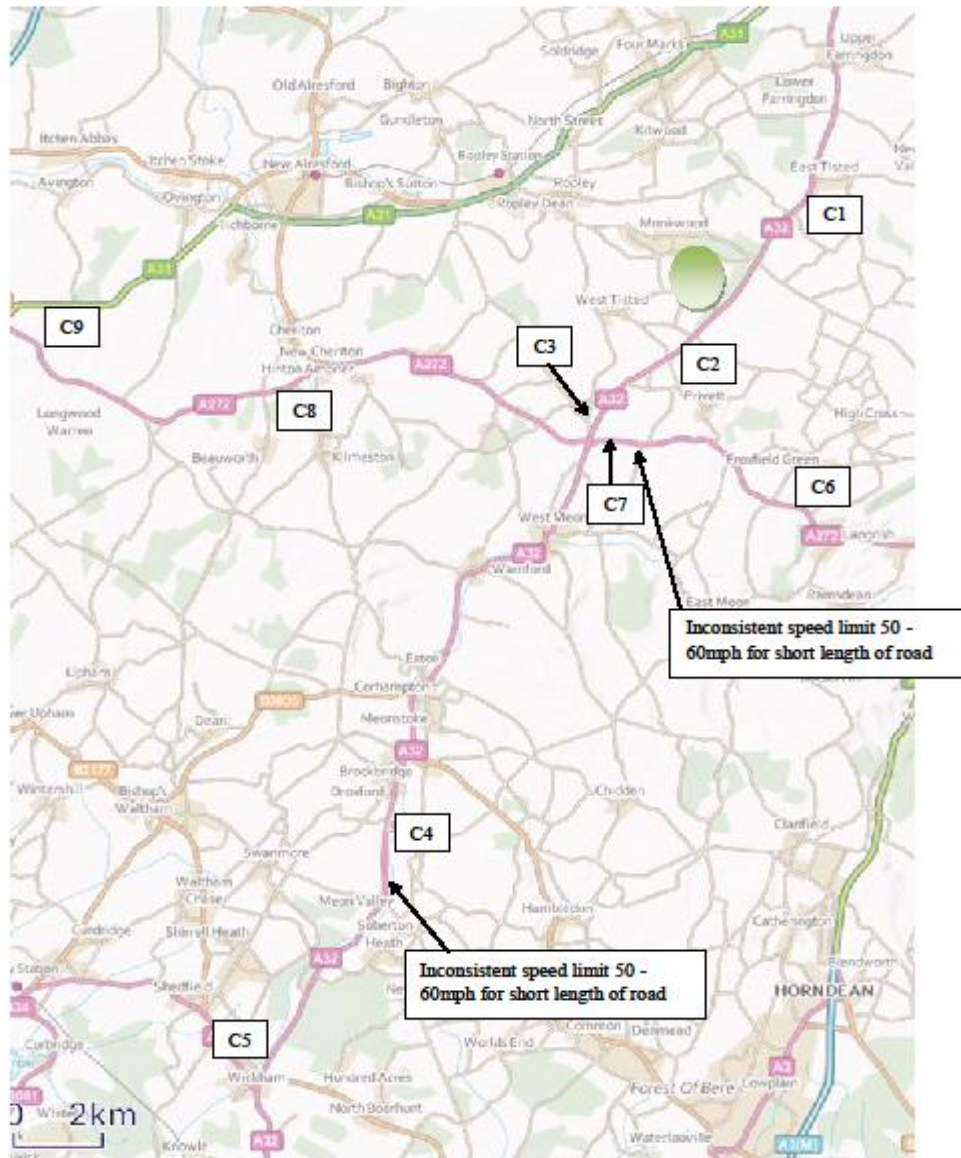 A31
Upper
Farringdon
Soldridge
Four Marks
Old Alresford
Bighton
Lower
Farringdon
Gundleton
North Street
Kitwood
Itchen Abbas
Itchen Stoke
New Alresford
Ropley Station
East Tisted
Avington
Ovington
Bishop's Sutton
Ropley
Ropley Dean
C1
A31
Monkwood
A32
Tichborne
A31
West Tisted
C9
Cheriton
C3
New Cheriton
Hinton Ampner
A272
C2
A32
Privett
Longwood
Warren
A272
C8
High Cross
Beauworth
Kilmeston
Froxfield Green
C7
C6
West Meon
A272
Langrish
A32
Warnford
East Meon
Ramsdean
Inconsistent speed limit 50 -
60mph for short length of road
Exton
Upham
Corhampton
Dean
Meonstoke
A32
Brockbridge
Droxford
Bishop's
Waltham
Chidden
C4
Clanfield
Swanmore
Waltham
Chase
Meon Valley
Hambledon
Catherington
Curdridge
Shirrell Heath
Soberton
Heath
A32
Inconsistent speed limit 50 -
60mph for short length of road
Shedfield
HORNDEAN
C5
Common
Denmead
Curbridge
Worlds End
A3
Wickham
Hundred Acres
Forest Of Bere
Cowplain
2km
North Boarhunt
Knowle
A32
Waterlooville
A3(M)